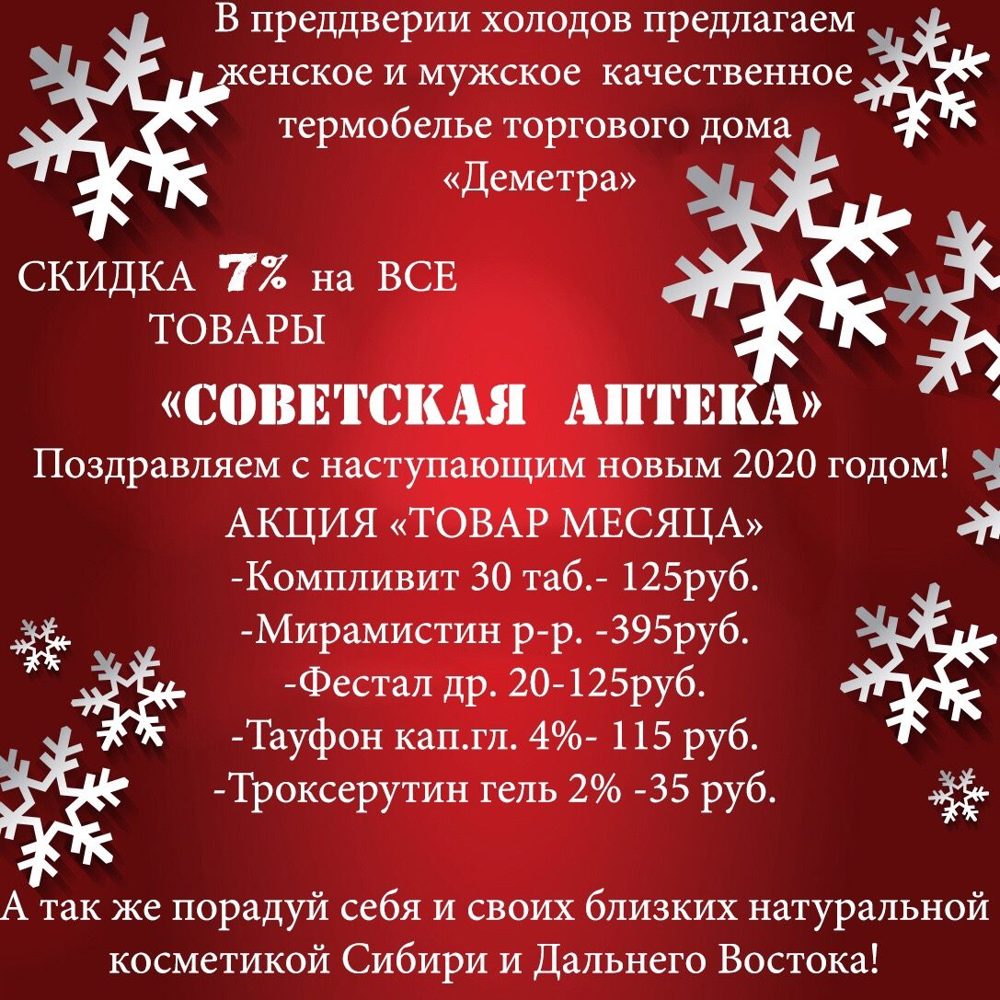 В преддверии холодов предлагаем
женское и мужское качественное
термобелье торгового дома
«Деметра»
СКИДКА 7% на ВСЕ
ТОВАРЫ
«СОВЕТСКАЯ АПТЕКА»
Поздравляем с наступающим новым 2020 годом!
АКЦИЯ «ТОВАР МЕСЯЦА»
-Компливит 30 таб.- 125руб.
-Мирамистин р-р. -395руб.
-Фестал др. 20-125руб.
-Тауфон кап.гл. 4%- 115 руб.
-Троксерутин гель 2% -35 руб.
А так же порадуй себя и своих близких натуральной
косметикой Сибири и Дальнего Востока!